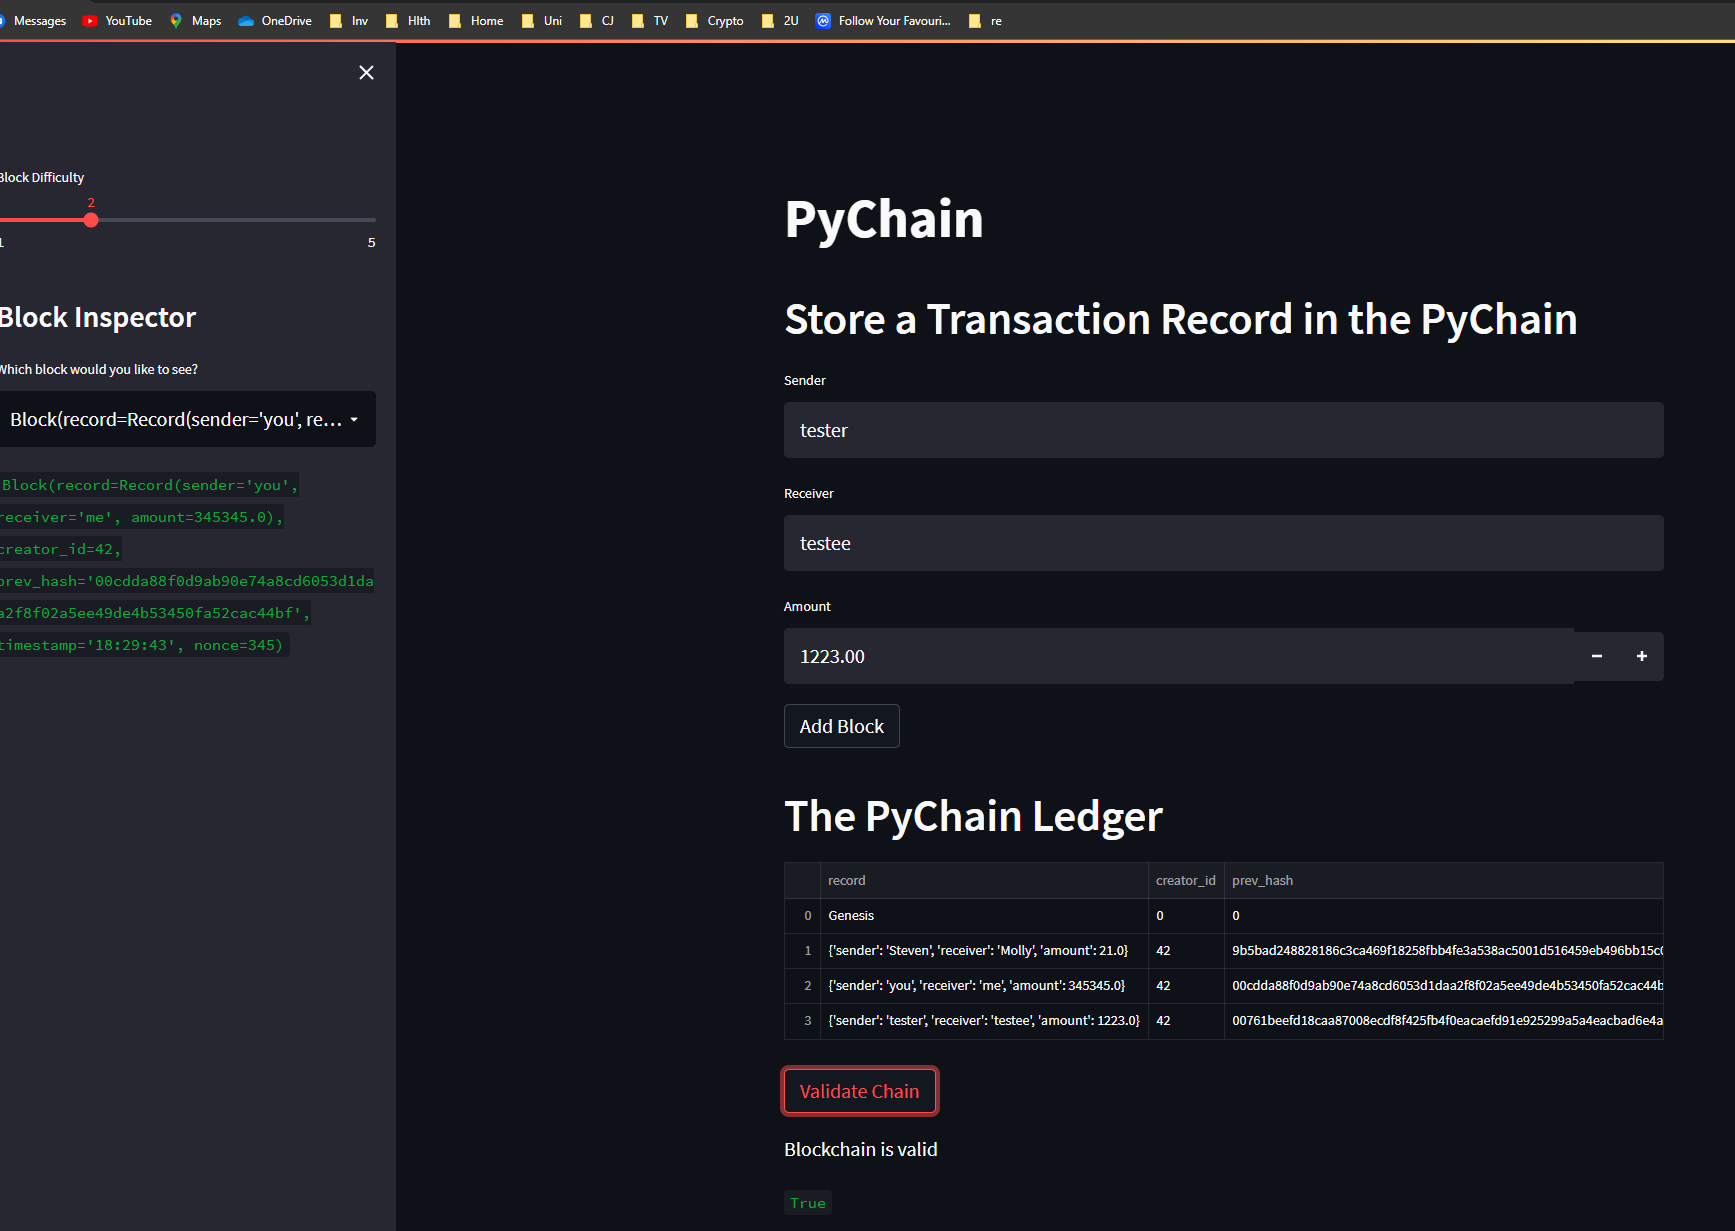 Messages YouTube Maps OneDrive Inv Hlth Home Uni CJ TV Crypto 2U Follow Your Favouri... re
Block Difficulty
2
1 5
Block Inspector
Which block would you like to see?
Block(record=Record(sender='you', re...
Block(record=Record(sender='you',
receiver='me', amount=345345.0),
creator_id=42,
prev_hash='00cdda88f0d9ab90e74a8cd6053d1da
a2f8f02a5ee49de4b53450fa52cac44bf',
timestamp='18:29:43', nonce=345)
PyChain
Store a Transaction Record in the PyChain
Sender
tester
Receiver
testee
Amount
1223.00 − +
Add Block
The PyChain Ledger
record creator_id prev_hash
0 Genesis 0 0
1 {'sender': 'Steven', 'receiver': 'Molly', 'amount': 21.0} 42 9b5bad248828186c3ca469f18258fbb4fe3a538ac5001d516459eb496bb15c
2 {'sender': 'you', 'receiver': 'me', 'amount': 345345.0} 42 00cdda88f0d9ab90e74a8cd6053d1daa2f8f02a5ee49de4b53450fa52cac44b
3 {'sender': 'tester', 'receiver': 'testee', 'amount': 1223.0} 42 00761beefd18caa87008ecdf8f425fb4f0eacaefd91e925299a5a4eacbad6e4a
Validate Chain
Blockchain is valid
True